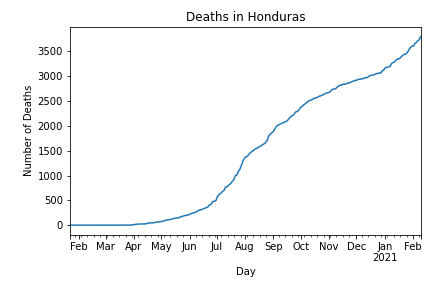 Deaths in Honduras
Number of Deaths
3500
3000
2500
2000
1500
1000
500
0
Feb Mar Apr May Jun Jul Aug Sep Oct Nov Dec Jan Feb
2021
Day